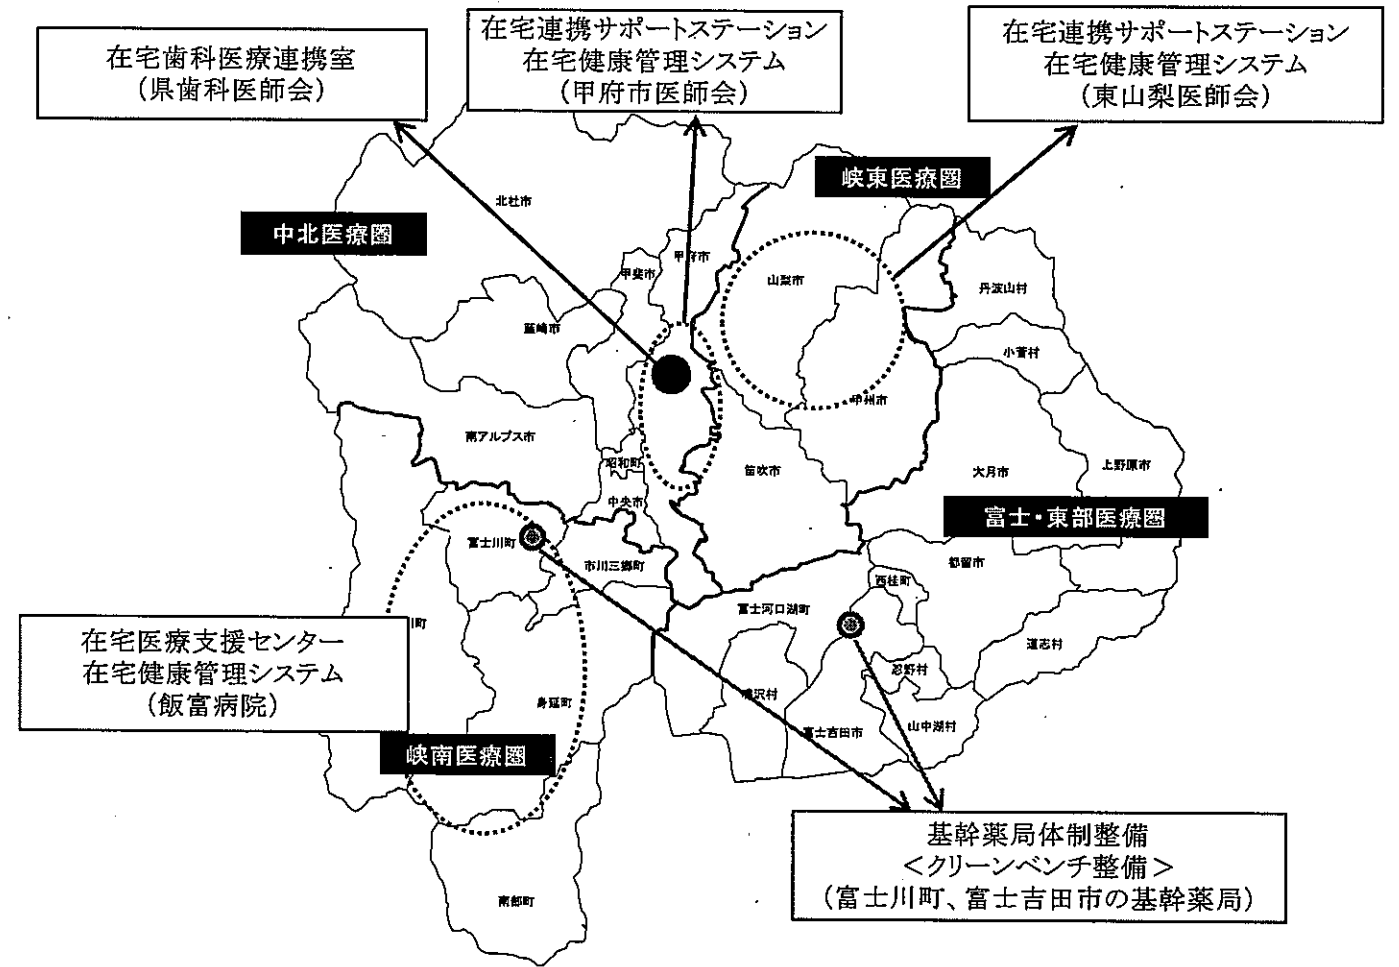 在宅歯科医療連携室
（県歯科医師会）
在宅連携サポートステーション
在宅健康管理システム
（甲府市医師会）
在宅連携サポートステーション
在宅健康管理システム
（東山梨医師会）
峡東医療圏
中北医療圏
北杜市
甲府市
甲斐市
山梨市
丹波山村
韮崎市
小菅村
甲州市
南アルプス市
昭和町
笛吹市
大月市
上野原市
中央市
富士・東部医療圏
富士川町
市川三郷町
都留市
西桂町
富士河口湖町
川町
道志村
忍野村
在宅医療支援センター
在宅健康管理システム
（飯富病院）
身延町
鳴沢村
富士吉田市
山中湖村
峡南医療圏
基幹薬局体制整備
＜クリーンベンチ整備＞
（富士川町、富士吉田市の基幹薬局）
南部町